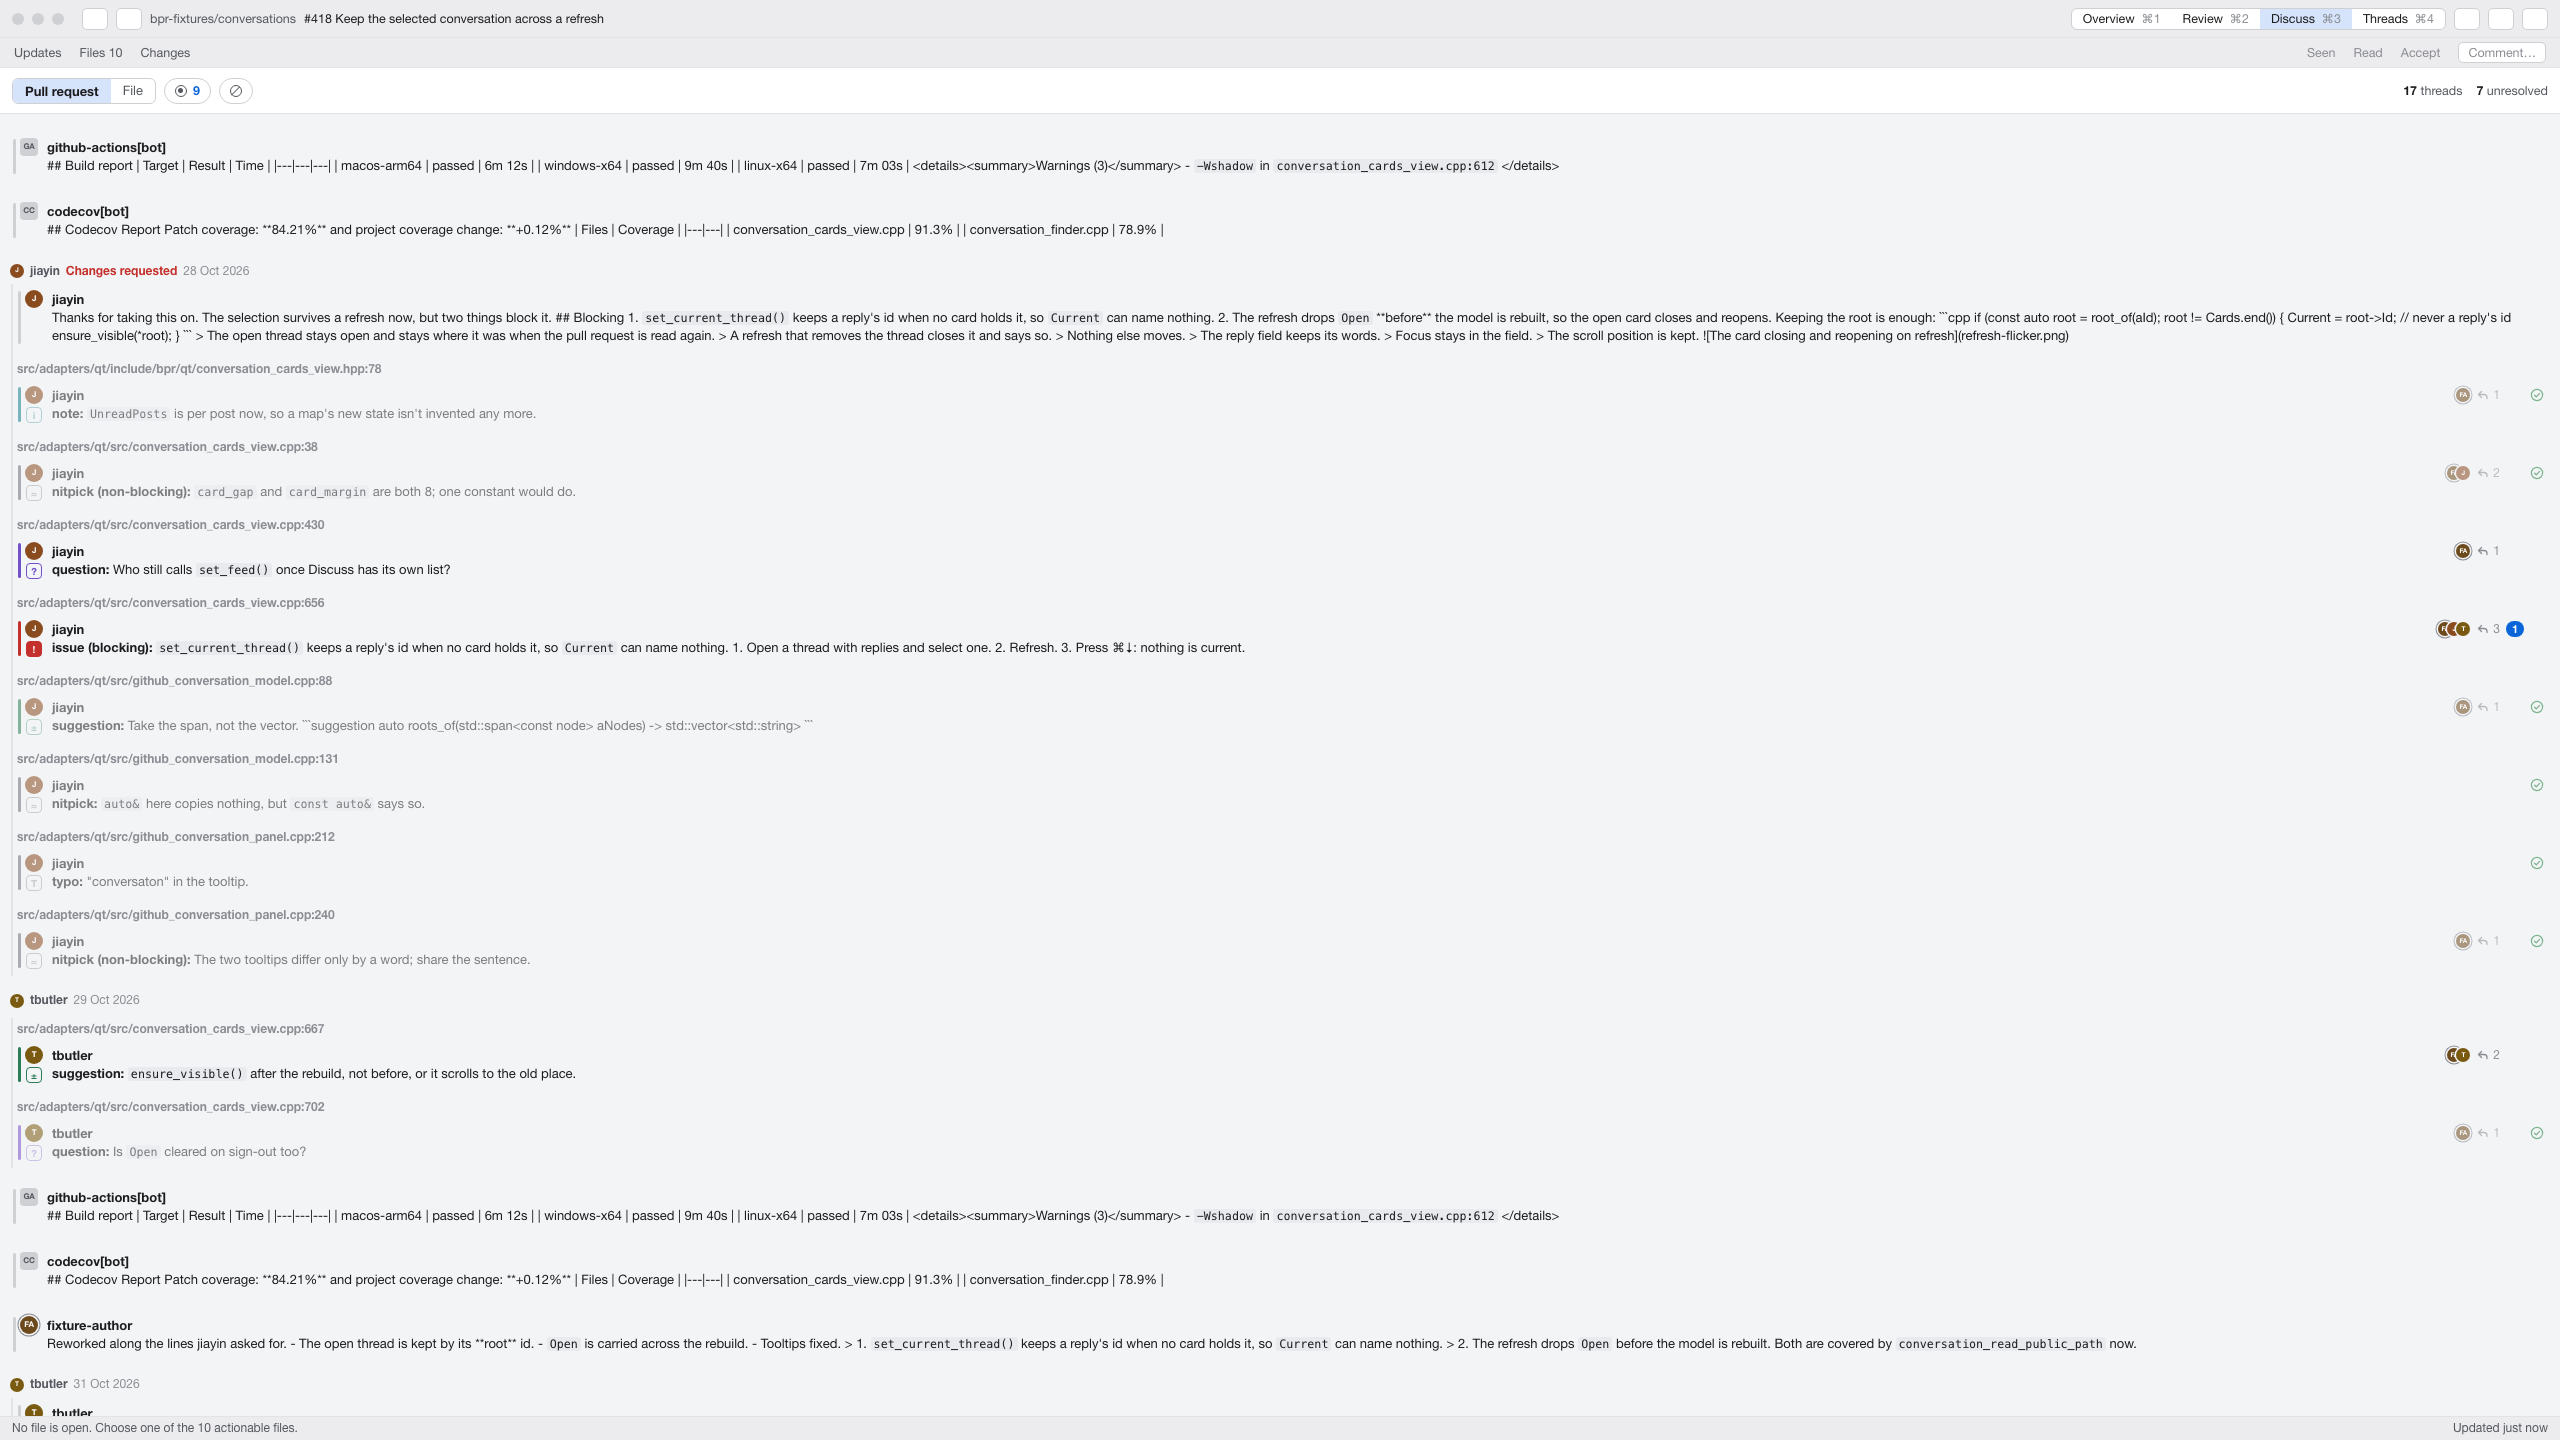 bpr-fixtures/conversations #418 Keep the selected conversation across a refresh
Overview ⌘1 Review ⌘2 Discuss ⌘3 Threads ⌘4
Updates Files 10 Changes
Seen Read Accept Comment…
Pull request File 9
17 threads 7 unresolved
GA github-actions[bot]
## Build report | Target | Result | Time | |---|---|---| | macos-arm64 | passed | 6m 12s | | windows-x64 | passed | 9m 40s | | linux-x64 | passed | 7m 03s | <details><summary>Warnings (3)</summary> - -Wshadow in conversation_cards_view.cpp:612 </details>
CC codecov[bot]
## Codecov Report Patch coverage: **84.21%** and project coverage change: **+0.12%** | Files | Coverage | |---|---| | conversation_cards_view.cpp | 91.3% | | conversation_finder.cpp | 78.9% |
J jiayin Changes requested 28 Oct 2026
J jiayin
Thanks for taking this on. The selection survives a refresh now, but two things block it. ## Blocking 1. set_current_thread() keeps a reply's id when no card holds it, so Current can name nothing. 2. The refresh drops Open **before** the model is rebuilt, so the open card closes and reopens. Keeping the root is enough: ```cpp if (const auto root = root_of(aId); root != Cards.end()) { Current = root->Id; // never a reply's id
ensure_visible(*root); } ``` > The open thread stays open and stays where it was when the pull request is read again. > A refresh that removes the thread closes it and says so. > Nothing else moves. > The reply field keeps its words. > Focus stays in the field. > The scroll position is kept. ![The card closing and reopening on refresh](refresh-flicker.png)
src/adapters/qt/include/bpr/qt/conversation_cards_view.hpp:78
J jiayin FA 1
i note: UnreadPosts is per post now, so a map's new state isn't invented any more.
src/adapters/qt/src/conversation_cards_view.cpp:38
J jiayin J 2
nitpick (non-blocking): card_gap and card_margin are both 8; one constant would do.
src/adapters/qt/src/conversation_cards_view.cpp:430
J jiayin FA 1
? question: Who still calls set_feed() once Discuss has its own list?
src/adapters/qt/src/conversation_cards_view.cpp:656
J jiayin T 3 1
! issue (blocking): set_current_thread() keeps a reply's id when no card holds it, so Current can name nothing. 1. Open a thread with replies and select one. 2. Refresh. 3. Press ⌘↓: nothing is current.
src/adapters/qt/src/github_conversation_model.cpp:88
J jiayin FA 1
± suggestion: Take the span, not the vector. ```suggestion auto roots_of(std::span<const node> aNodes) -> std::vector<std::string> ```
src/adapters/qt/src/github_conversation_model.cpp:131
J jiayin
nitpick: auto& here copies nothing, but const auto& says so.
src/adapters/qt/src/github_conversation_panel.cpp:212
J jiayin
T typo: "conversaton" in the tooltip.
src/adapters/qt/src/github_conversation_panel.cpp:240
J jiayin FA 1
nitpick (non-blocking): The two tooltips differ only by a word; share the sentence.
T tbutler 29 Oct 2026
src/adapters/qt/src/conversation_cards_view.cpp:667
T tbutler T 2
± suggestion: ensure_visible() after the rebuild, not before, or it scrolls to the old place.
src/adapters/qt/src/conversation_cards_view.cpp:702
T tbutler FA 1
? question: Is Open cleared on sign-out too?
GA github-actions[bot]
## Build report | Target | Result | Time | |---|---|---| | macos-arm64 | passed | 6m 12s | | windows-x64 | passed | 9m 40s | | linux-x64 | passed | 7m 03s | <details><summary>Warnings (3)</summary> - -Wshadow in conversation_cards_view.cpp:612 </details>
CC codecov[bot]
## Codecov Report Patch coverage: **84.21%** and project coverage change: **+0.12%** | Files | Coverage | |---|---| | conversation_cards_view.cpp | 91.3% | | conversation_finder.cpp | 78.9% |
FA fixture-author
Reworked along the lines jiayin asked for. - The open thread is kept by its **root** id. - Open is carried across the rebuild. - Tooltips fixed. > 1. set_current_thread() keeps a reply's id when no card holds it, so Current can name nothing. > 2. The refresh drops Open before the model is rebuilt. Both are covered by conversation_read_public_path now.
T tbutler 31 Oct 2026
T tbutler
No file is open. Choose one of the 10 actionable files.
Updated just now